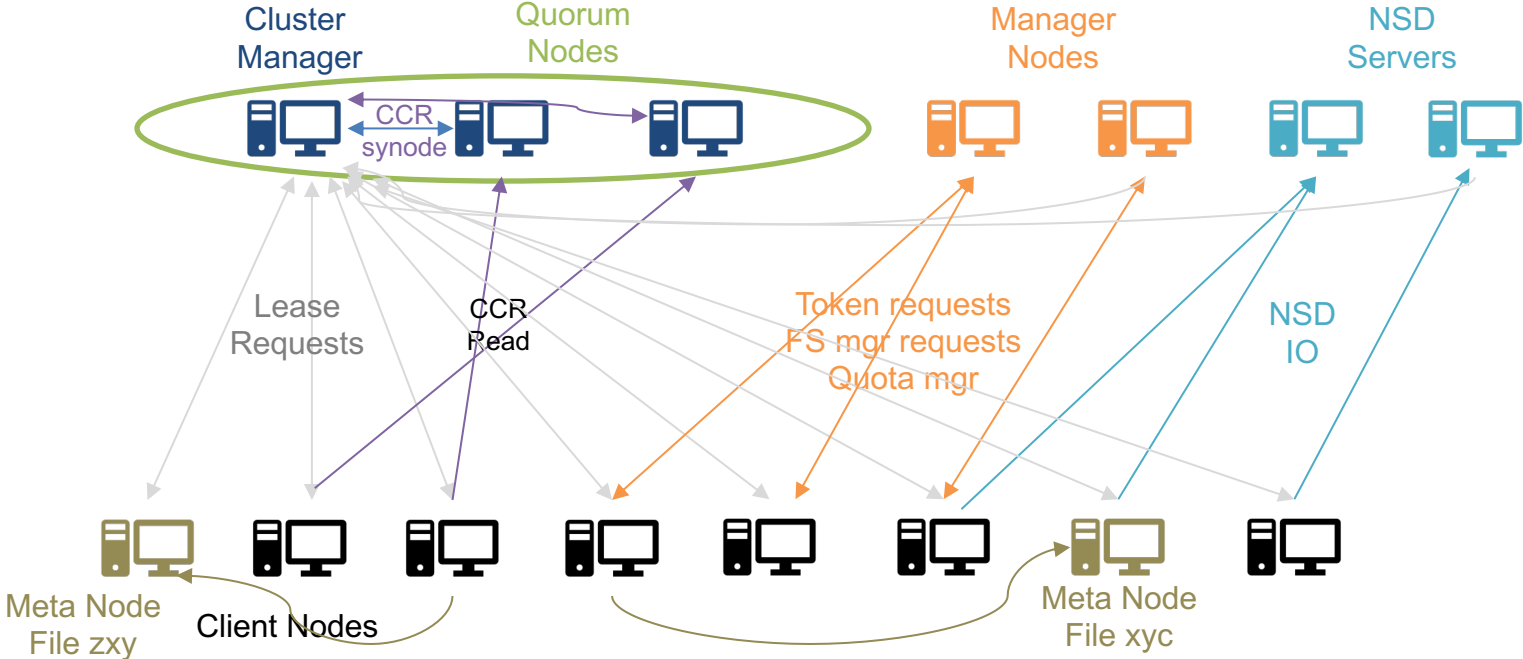 Cluster
Manager
Quorum
Nodes
Manager
Nodes
NSD
Servers
CCR
synode
Lease
Requests
CCR
Read
Token requests
FS mgr requests
Quota mgr
NSD
IO
Meta Node
File zxy
Client Nodes
Meta Node
File xyc